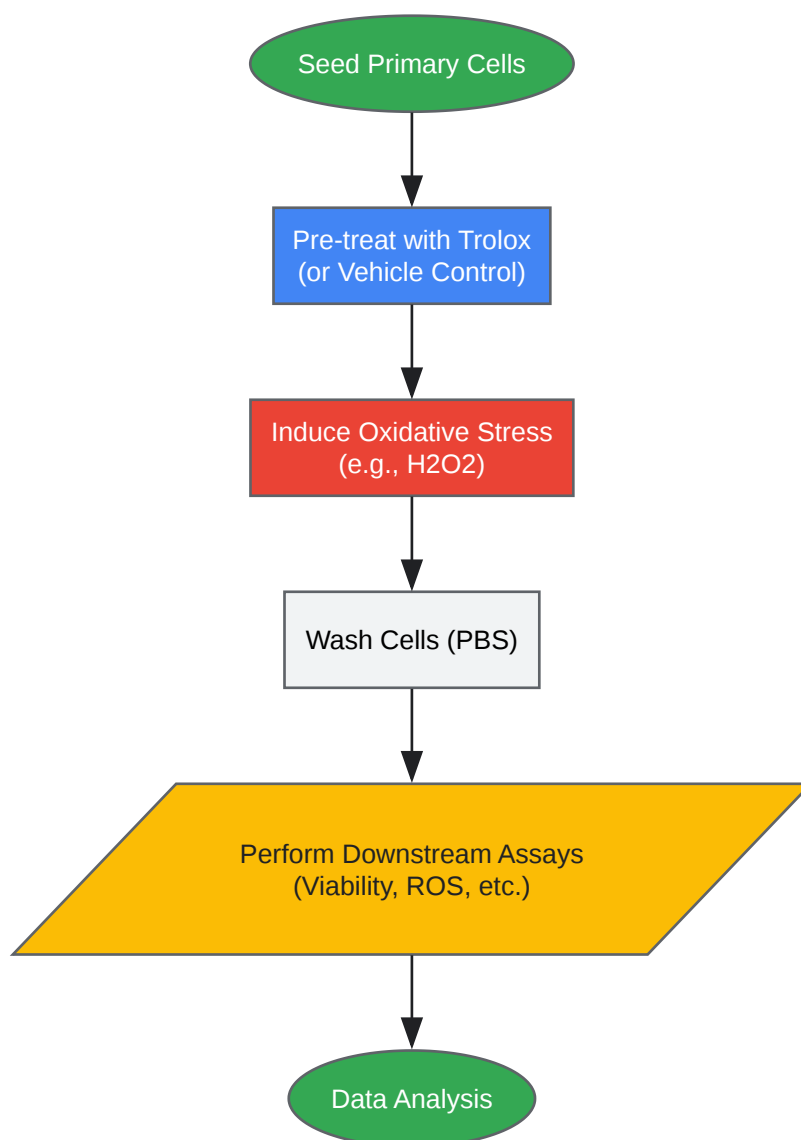 Seed Primary Cells
Pre-treat with Trolox
(or Vehicle Control)
Induce Oxidative Stress
(e.g., H2O2)
Wash Cells (PBS)
Perform Downstream Assays
(Viability, ROS, etc.)
Data Analysis